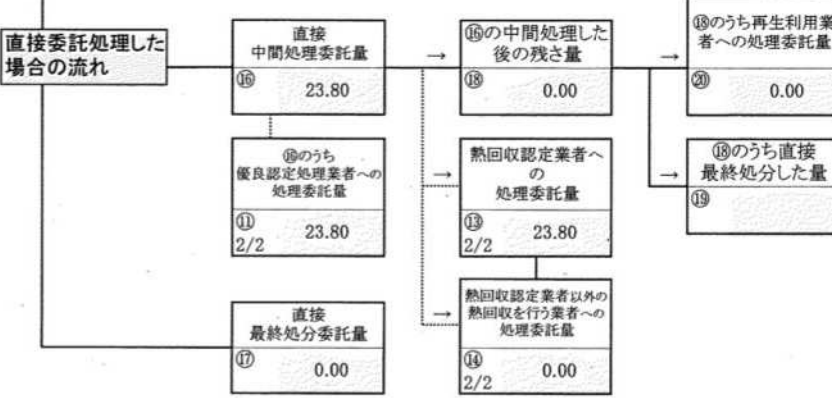 直接委託処理した
場合の流れ
直接
中間処理委託量
⑯
23.80
→
⑯の中間処理した
後の残さ量
⑱
0.00
→
⑱のうち再生利用業
者への処理委託量
⑳
0.00
⑯のうち
優良認定処理業者への
処理委託量
⑪
2/2
23.80
→
熱回収認定業者へ
の
処理委託量
⑬
2/2
23.80
→
⑱のうち直接
最終処分した量
⑲
直接
最終処分委託量
⑰
0.00
→
熱回収認定業者以外の
熱回収を行う業者への
処理委託量
⑭
2/2
0.00